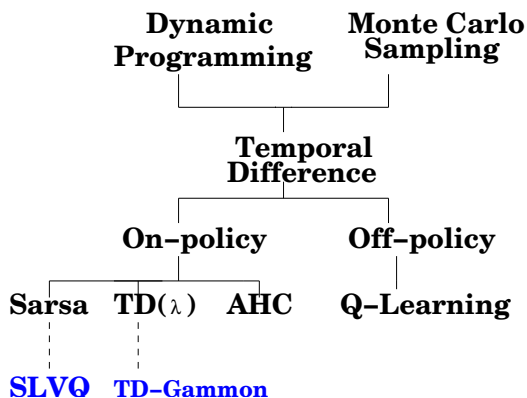 Dynamic
Programming
Monte Carlo
Sampling
Temporal
Difference
On-policy
Off-policy
Sarsa
TD(λ)
AHC
Q-Learning
SLVQ
TD-Gammon